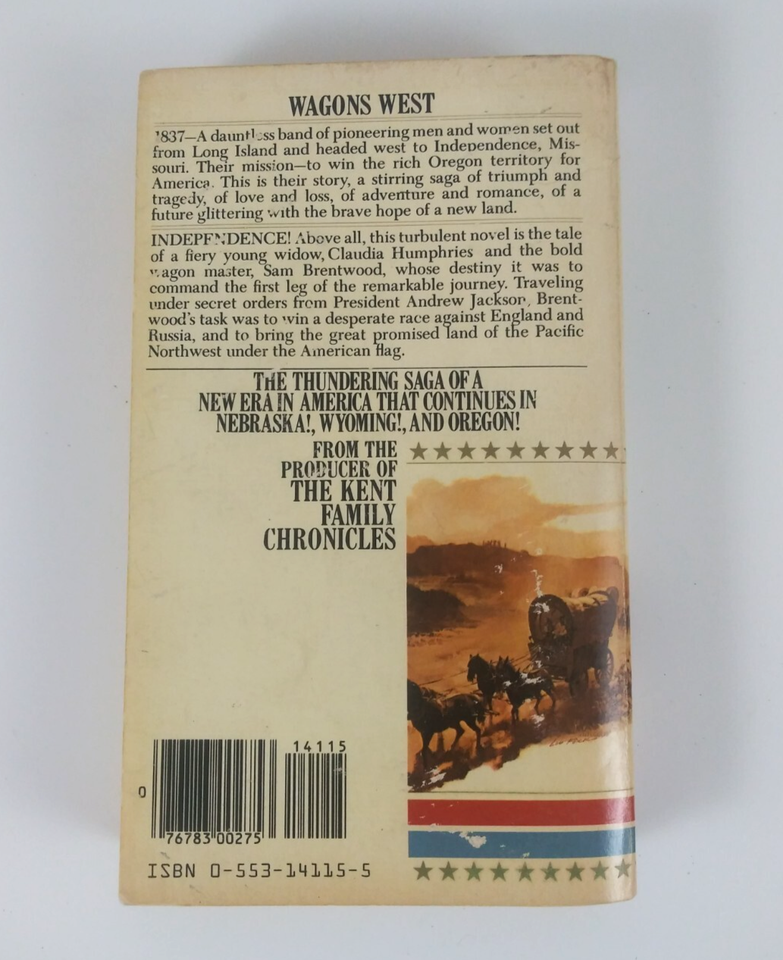 WAGONS WEST
1837—A dauntless band of pioneering men and women set out
from Long Island and headed west to Independence, Mis-
souri. Their mission—to win the rich Oregon territory for
America. This is their story, a stirring saga of triumph and
tragedy, of love and loss, of adventure and romance, of a
future glittering with the brave hope of a new land.
INDEPENDENCE! Above all, this turbulent novel is the tale
of a fiery young widow, Claudia Humphries and the bold
wagon master, Sam Brentwood, whose destiny it was to
command the first leg of the remarkable journey. Traveling
under secret orders from President Andrew Jackson, Brent-
wood's task was to win a desperate race against England and
Russia, and to bring the great promised land of the Pacific
Northwest under the American flag.
THE THUNDERING SAGA OF A
NEW ERA IN AMERICA THAT CONTINUES IN
NEBRASKA!, WYOMING!, AND OREGON!
FROM THE
PRODUCER OF
THE KENT
FAMILY
CHRONICLES
14115
0
76783 00275
ISBN 0-553-14115-5